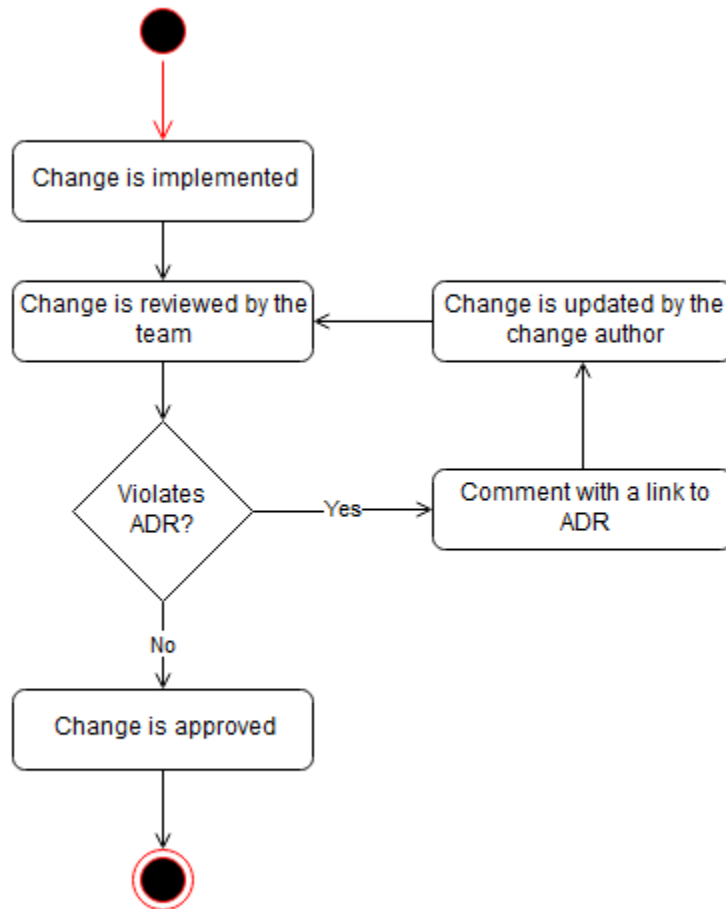 Change is implemented
Change is reviewed by the
team
Change is updated by the
change author
Violates
ADR?
Yes
Comment with a link to
ADR
No
Change is approved